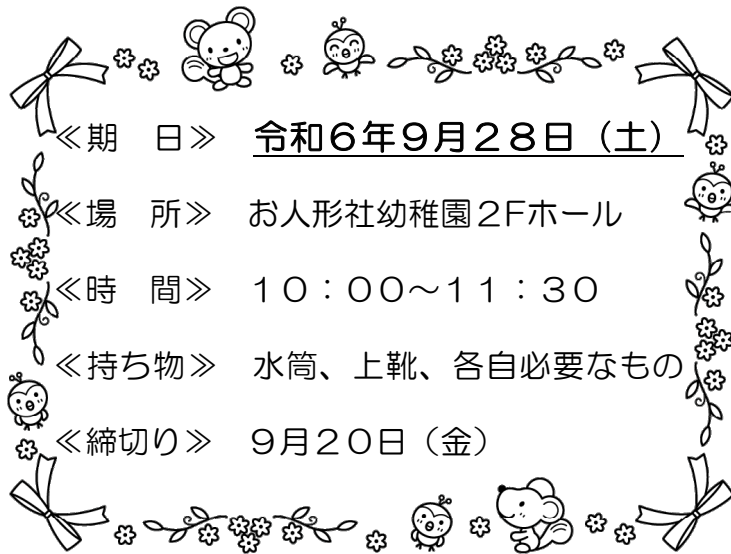 ≪期　日≫　令和６年９月２８日（土）
≪場　所≫　お人形社幼稚園２Fホール
≪時　間≫　１０：００～１１：３０
≪持ち物≫　水筒、上靴、各自必要なもの
≪締切り≫　９月２０日（金）